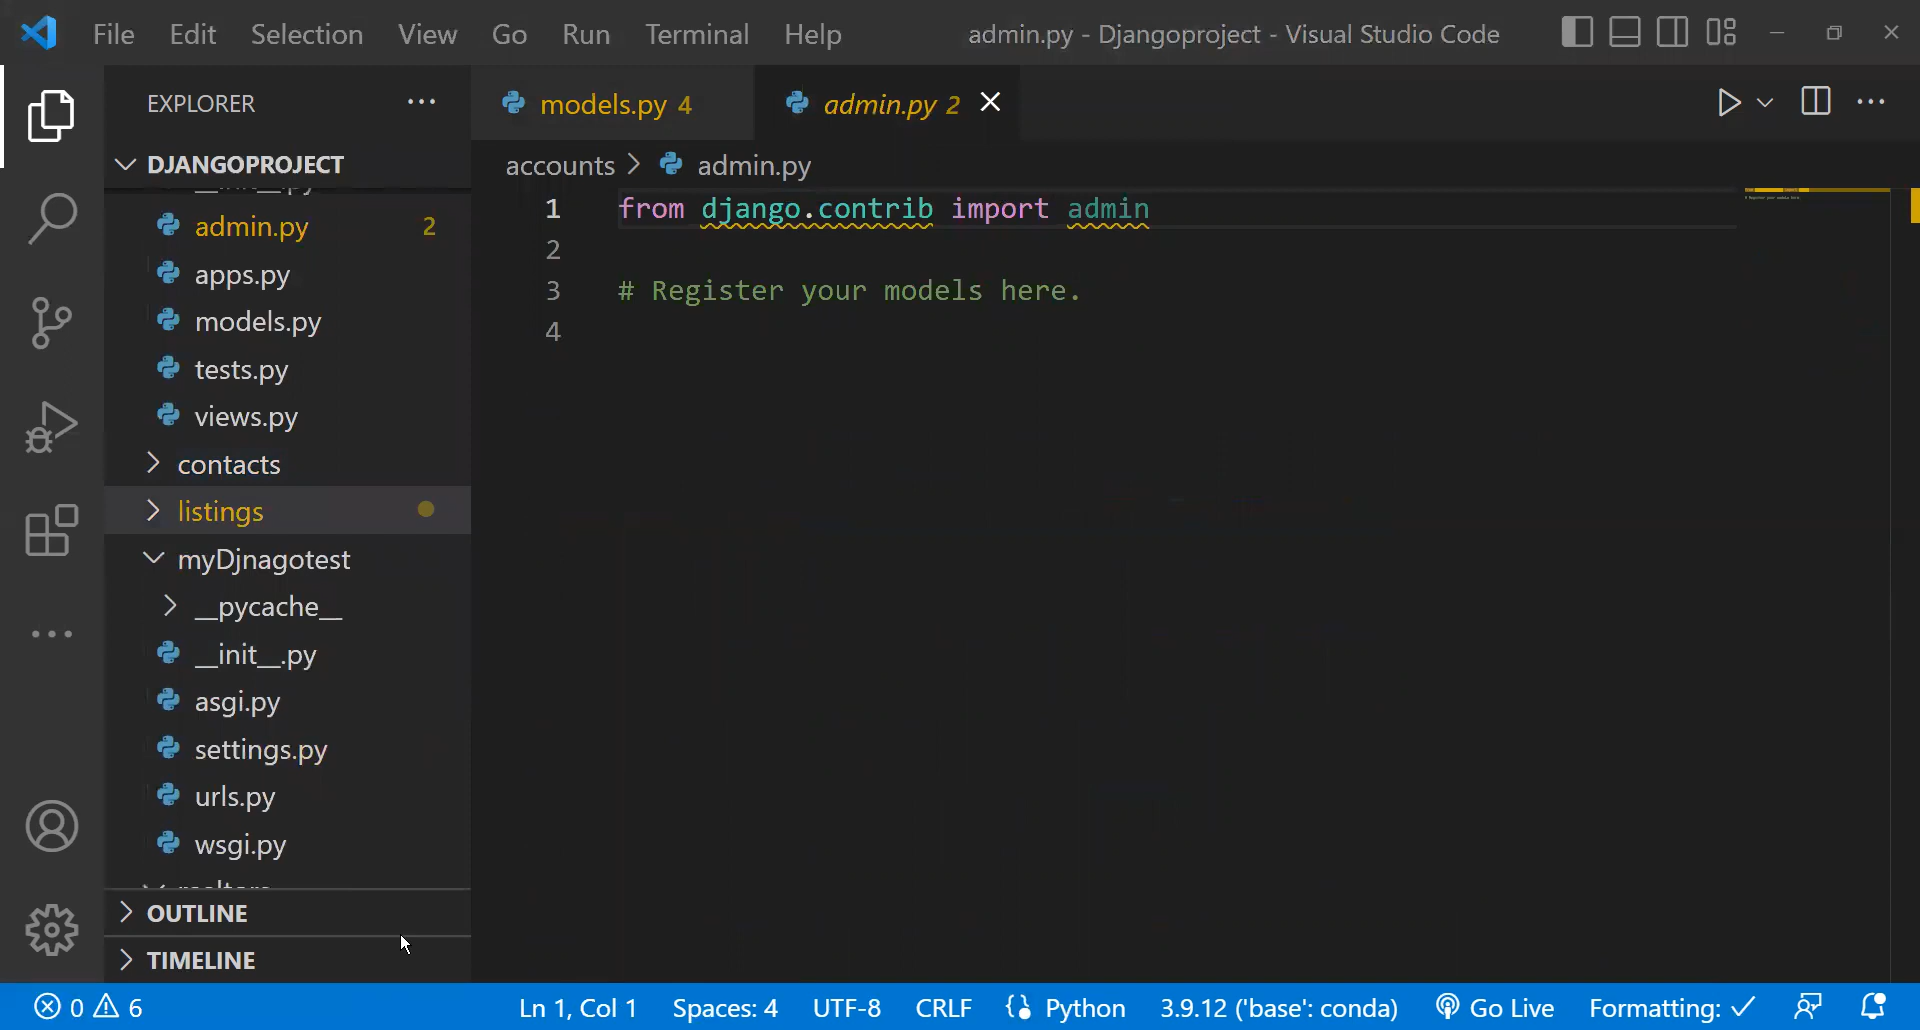 File Edit Selection View Go Run Terminal Help admin.py - Djangoproject - Visual Studio Code
EXPLORER
models.py 4
admin.py 2
DJANGOPROJECT
accounts > admin.py
__init__.py
admin.py 2
apps.py
models.py
tests.py
views.py
contacts
listings
myDjnagotest
__pycache__
__init__.py
asgi.py
settings.py
urls.py
wsgi.py
1 from django.contrib import admin
2
3 # Register your models here.
4
OUTLINE
TIMELINE
0 6 Ln 1, Col 1 Spaces: 4 UTF-8 CRLF Python 3.9.12 ('base': conda) Go Live Formatting: ✓